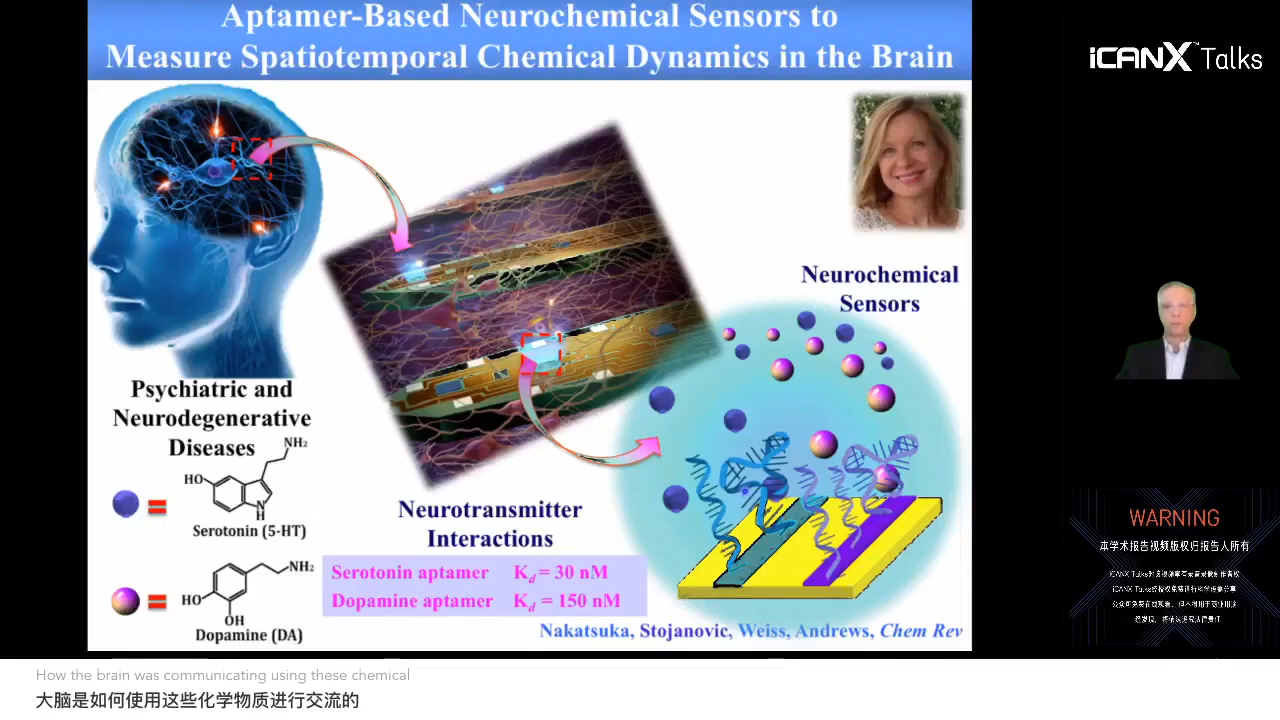 Aptamer-Based Neurochemical Sensors to
Measure Spatiotemporal Chemical Dynamics in the Brain
iCANX Talks
Neurochemical
Sensors
Psychiatric and
Neurodegenerative
Diseases
NH₂
HO
N
H
Serotonin (5-HT)
=
NH₂
HO
OH
Dopamine (DA)
=
Neurotransmitter
Interactions
Serotonin aptamer K_d = 30 nM
Dopamine aptamer K_d = 150 nM
Nakatsuka, Stojanovic, Weiss, Andrews, Chem Rev
WARNING
本学术报告视频版权归报告人所有
How the brain was communicating using these chemical
大脑是如何使用这些化学物质进行交流的